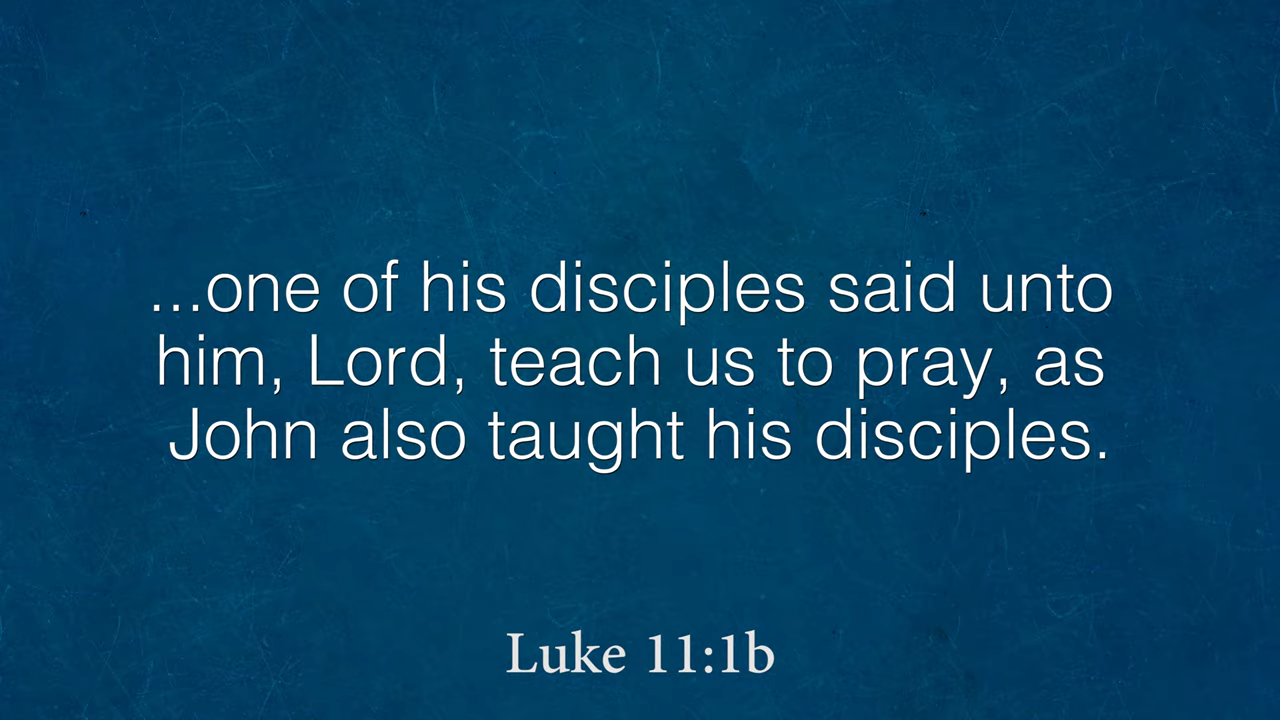 ...one of his disciples said unto
him, Lord, teach us to pray, as
John also taught his disciples.
Luke 11:1b